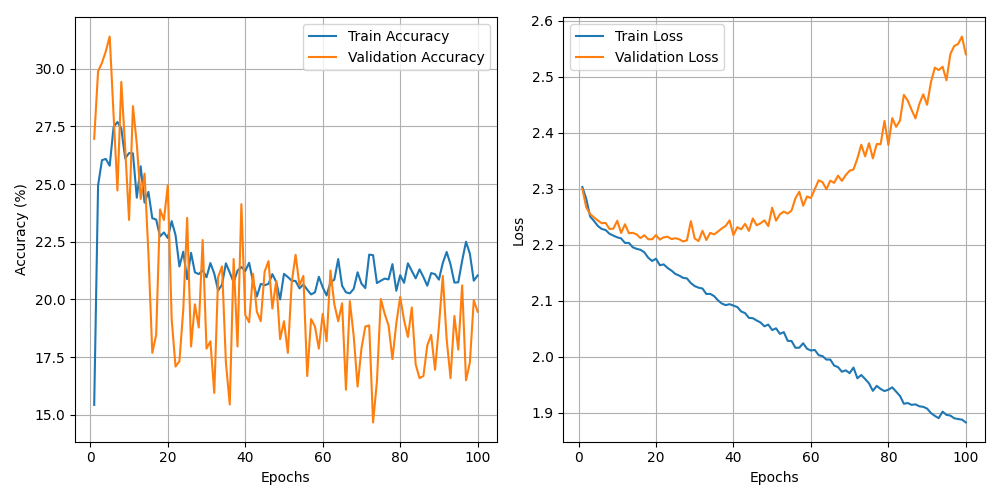 Train Accuracy
Validation Accuracy
30.0
27.5
25.0
22.5
20.0
17.5
15.0
Accuracy (%)
0 20 40 60 80 100
Epochs
Train Loss
Validation Loss
2.6
2.5
2.4
2.3
2.2
2.1
2.0
1.9
Loss
0 20 40 60 80 100
Epochs